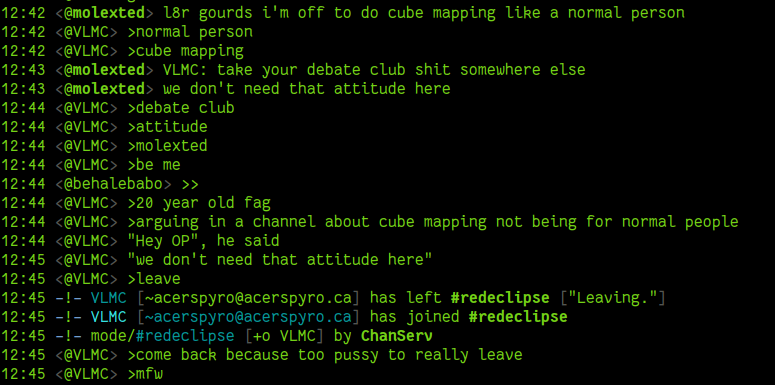 12:42 <@molexted> l8r gourds i'm off to do cube mapping like a normal person
12:42 <@VLMC> >normal person
12:42 <@VLMC> >cube mapping
12:43 <@molexted> VLMC: take your debate club shit somewhere else
12:43 <@molexted> we don't need that attitude here
12:44 <@VLMC> >debate club
12:44 <@VLMC> >attitude
12:44 <@VLMC> >molexted
12:44 <@VLMC> >be me
12:44 <@behalebabo> >>
12:44 <@VLMC> >20 year old fag
12:44 <@VLMC> >arguing in a channel about cube mapping not being for normal people
12:44 <@VLMC> "Hey OP", he said
12:45 <@VLMC> "we don't need that attitude here"
12:45 <@VLMC> >leave
12:45 -!- VLMC [~acerspyro@acerspyro.ca] has left #redeclipse ["Leaving."]
12:45 -!- VLMC [~acerspyro@acerspyro.ca] has joined #redeclipse
12:45 -!- mode/#redeclipse [+o VLMC] by ChanServ
12:45 <@VLMC> >come back because too pussy to really leave
12:45 <@VLMC> >mfw